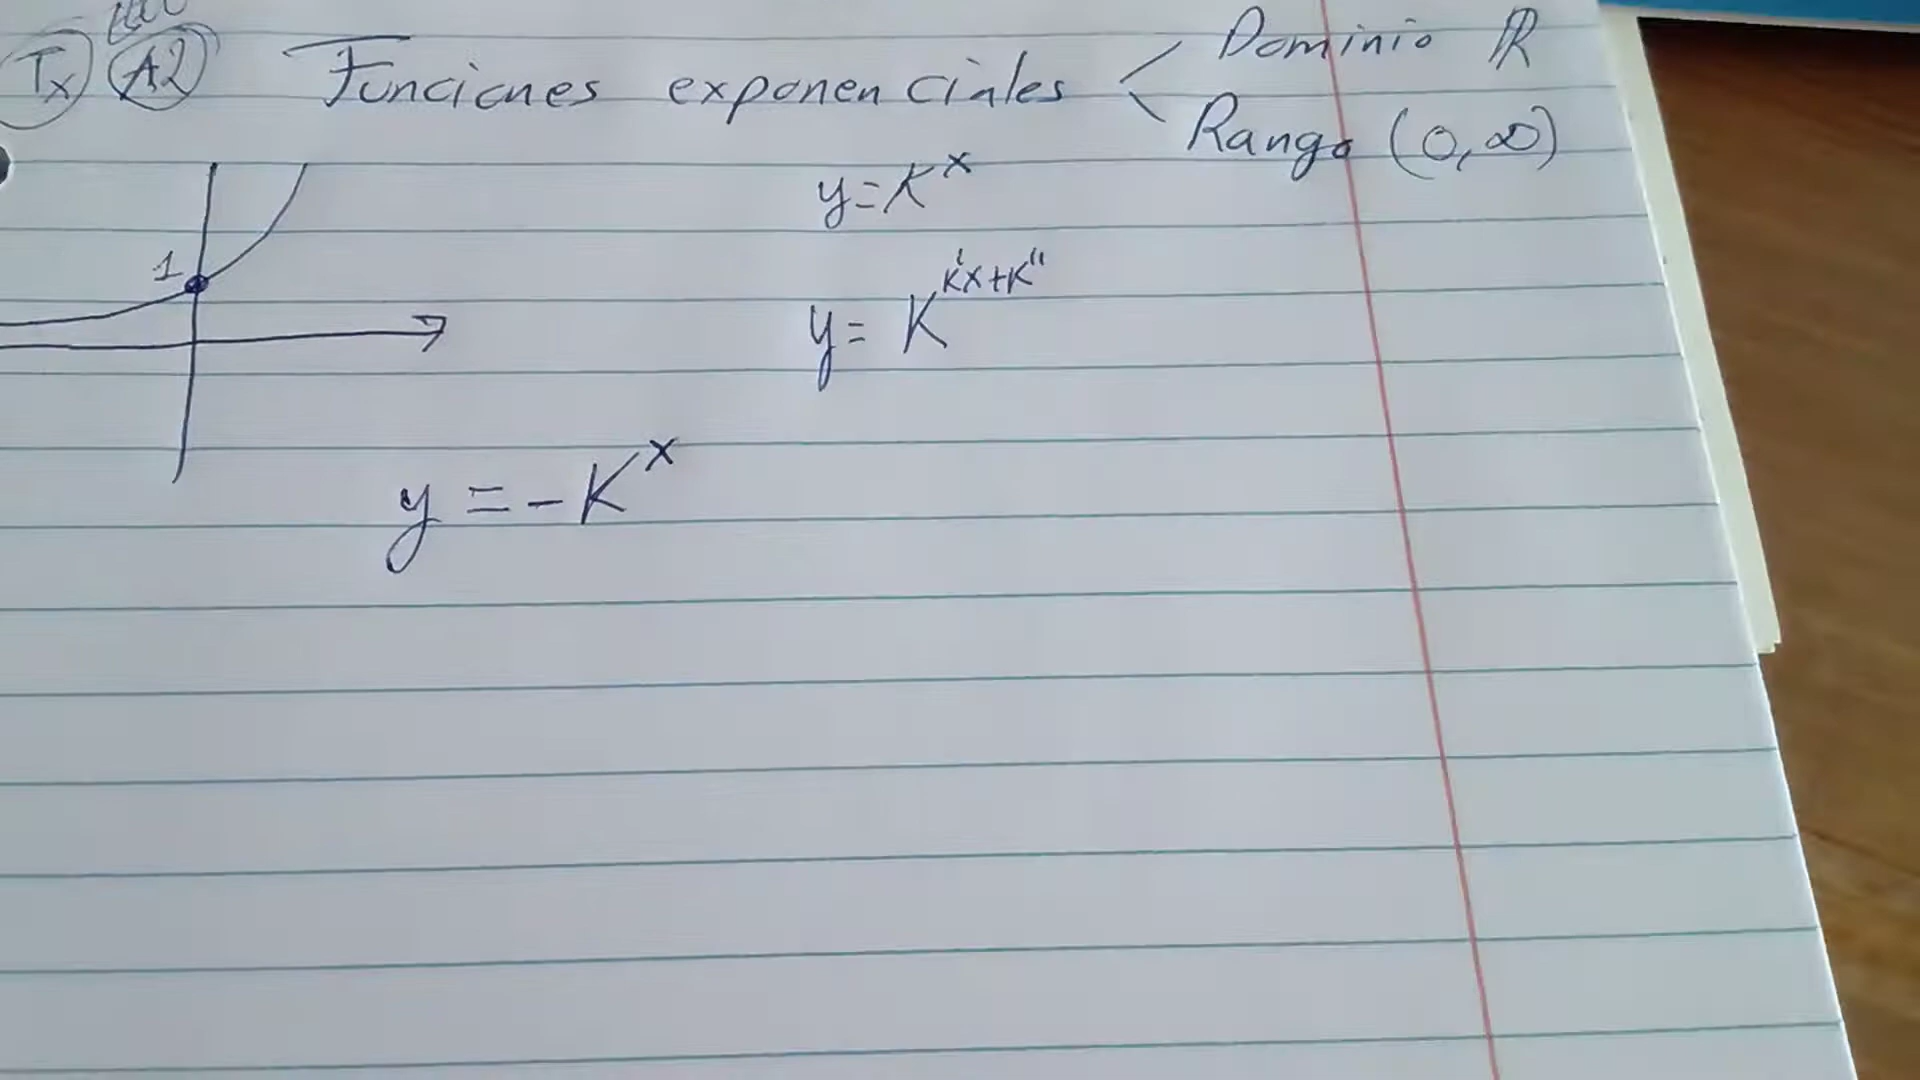 Tx A2 Funciones exponenciales < Dominio ℝ
Rango (0,∞)
y=K^x
1
y= K^{K'x+K''}
y = -K^x